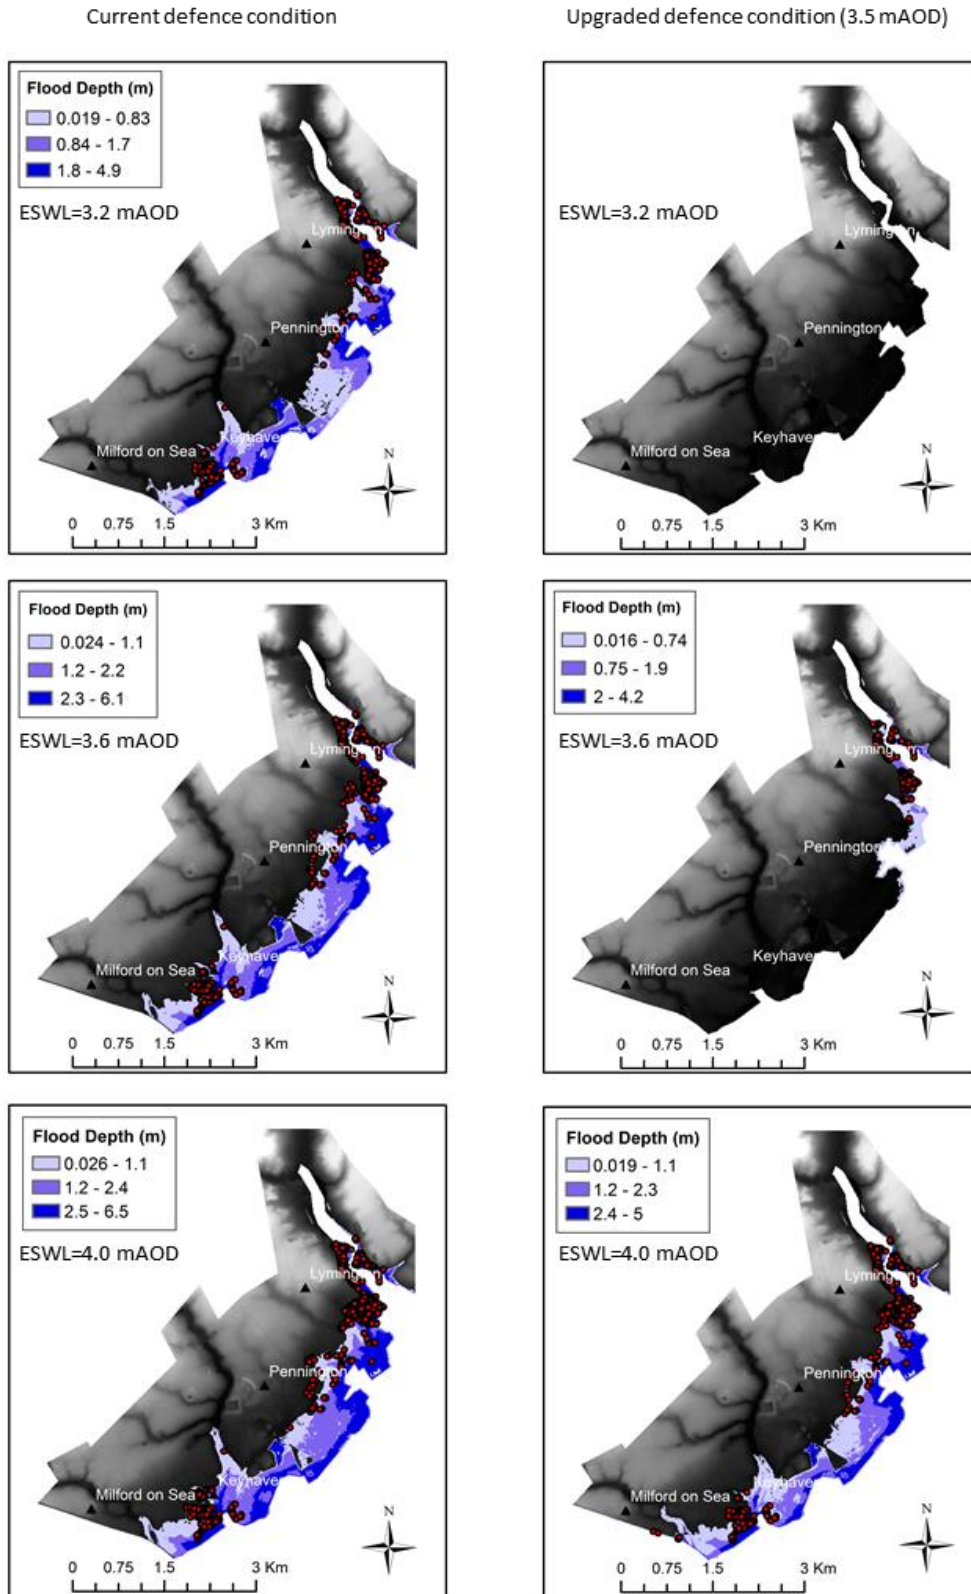 Current defence condition
Upgraded defence condition (3.5 mAOD)
Flood Depth (m)
0.019 - 0.83
0.84 - 1.7
1.8 - 4.9
ESWL=3.2 mAOD
Lymington
Pennington
Keyhaven
Milford on Sea
N
0 0.75 1.5 3 Km
ESWL=3.2 mAOD
Lymington
Pennington
Keyhaven
Milford on Sea
N
0 0.75 1.5 3 Km
Flood Depth (m)
0.024 - 1.1
1.2 - 2.2
2.3 - 6.1
ESWL=3.6 mAOD
Lymington
Pennington
Keyhaven
Milford on Sea
N
0 0.75 1.5 3 Km
Flood Depth (m)
0.016 - 0.74
0.75 - 1.9
2 - 4.2
ESWL=3.6 mAOD
Lymington
Pennington
Keyhaven
Milford on Sea
N
0 0.75 1.5 3 Km
Flood Depth (m)
0.026 - 1.1
1.2 - 2.4
2.5 - 6.5
ESWL=4.0 mAOD
Lymington
Pennington
Keyhaven
Milford on Sea
N
0 0.75 1.5 3 Km
Flood Depth (m)
0.019 - 1.1
1.2 - 2.3
2.4 - 5
ESWL=4.0 mAOD
Lymington
Pennington
Keyhaven
Milford on Sea
N
0 0.75 1.5 3 Km